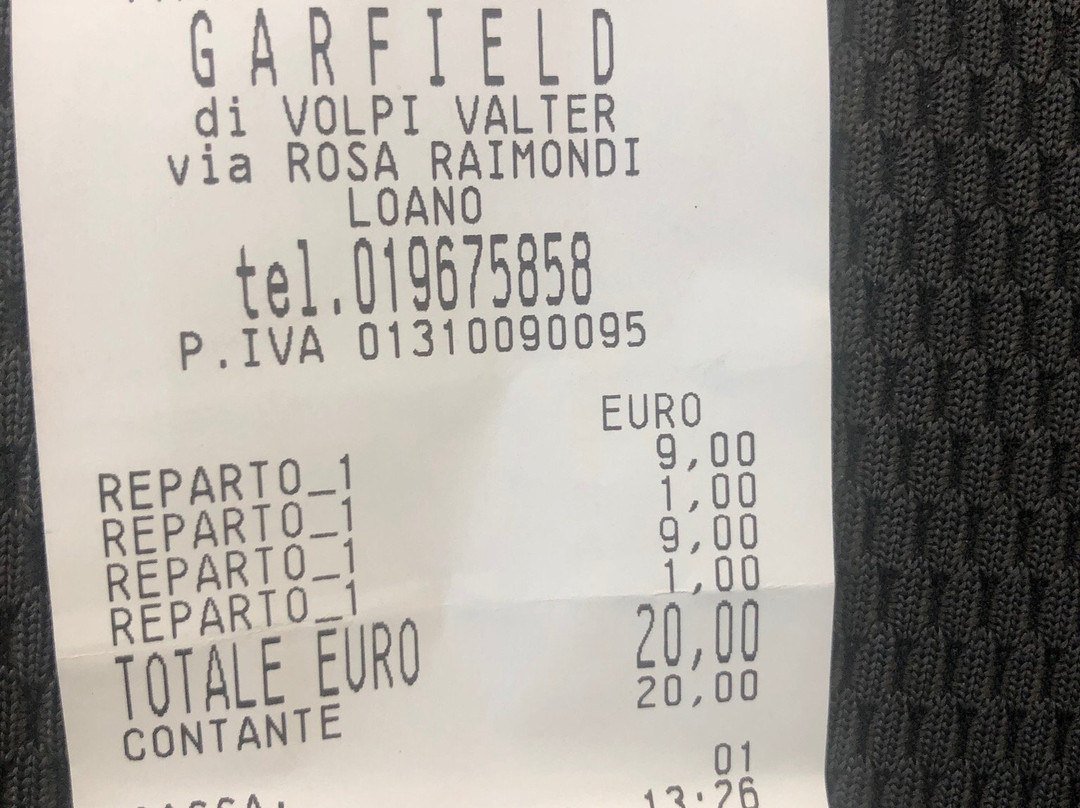 GARFIELD
di VOLPI VALTER
via ROSA RAIMONDI
LOANO
tel.019675858
P.IVA 01310090095
EURO
REPARTO_1 9,00
REPARTO_1 1,00
REPARTO_1 9,00
REPARTO_1 1,00
TOTALE EURO 20,00
CONTANTE 20,00
01
13:26